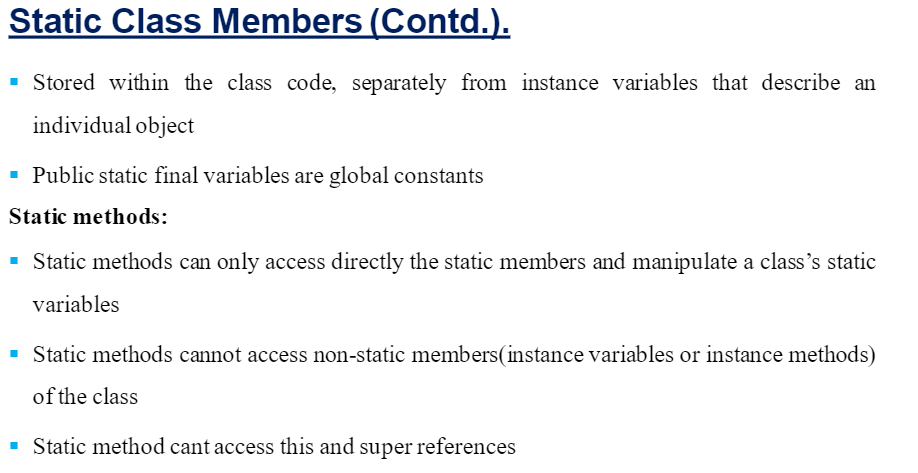 Static Class Members (Contd.).
▪ Stored within the class code, separately from instance variables that describe an
individual object
▪ Public static final variables are global constants
Static methods:
▪ Static methods can only access directly the static members and manipulate a class’s static
variables
▪ Static methods cannot access non-static members(instance variables or instance methods)
of the class
▪ Static method cant access this and super references